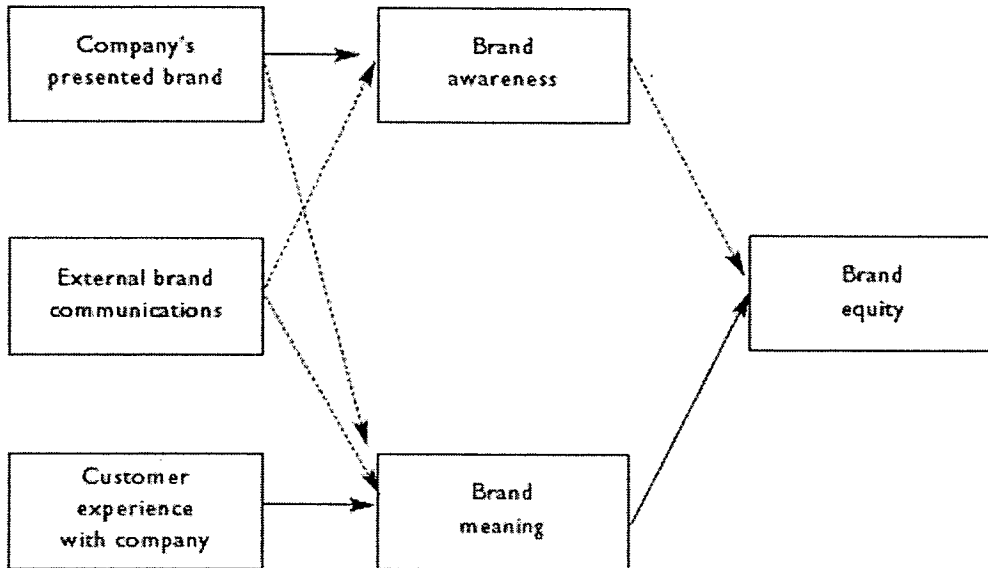 Company's
presented brand
Brand
awareness
External brand
communications
Brand
equity
Customer
experience
with company
Brand
meaning